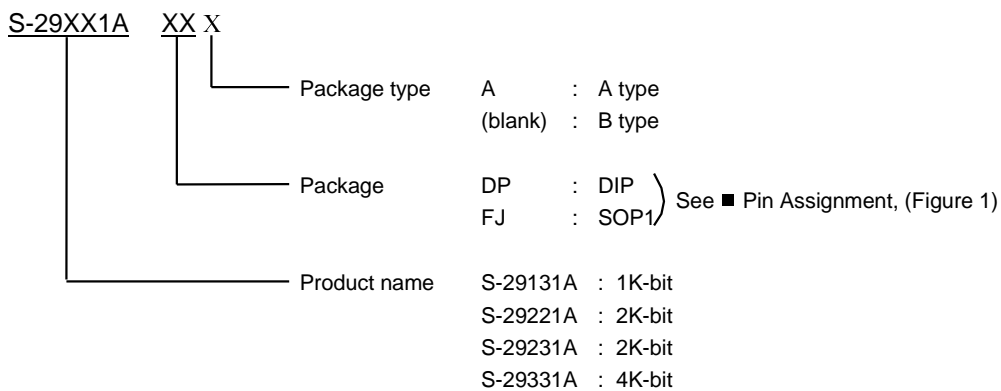 S-29XX1A XX X
Package type A : A type
(blank) : B type
Package DP : DIP
FJ : SOP1
See ■ Pin Assignment, (Figure 1)
Product name S-29131A : 1K-bit
S-29221A : 2K-bit
S-29231A : 2K-bit
S-29331A : 4K-bit